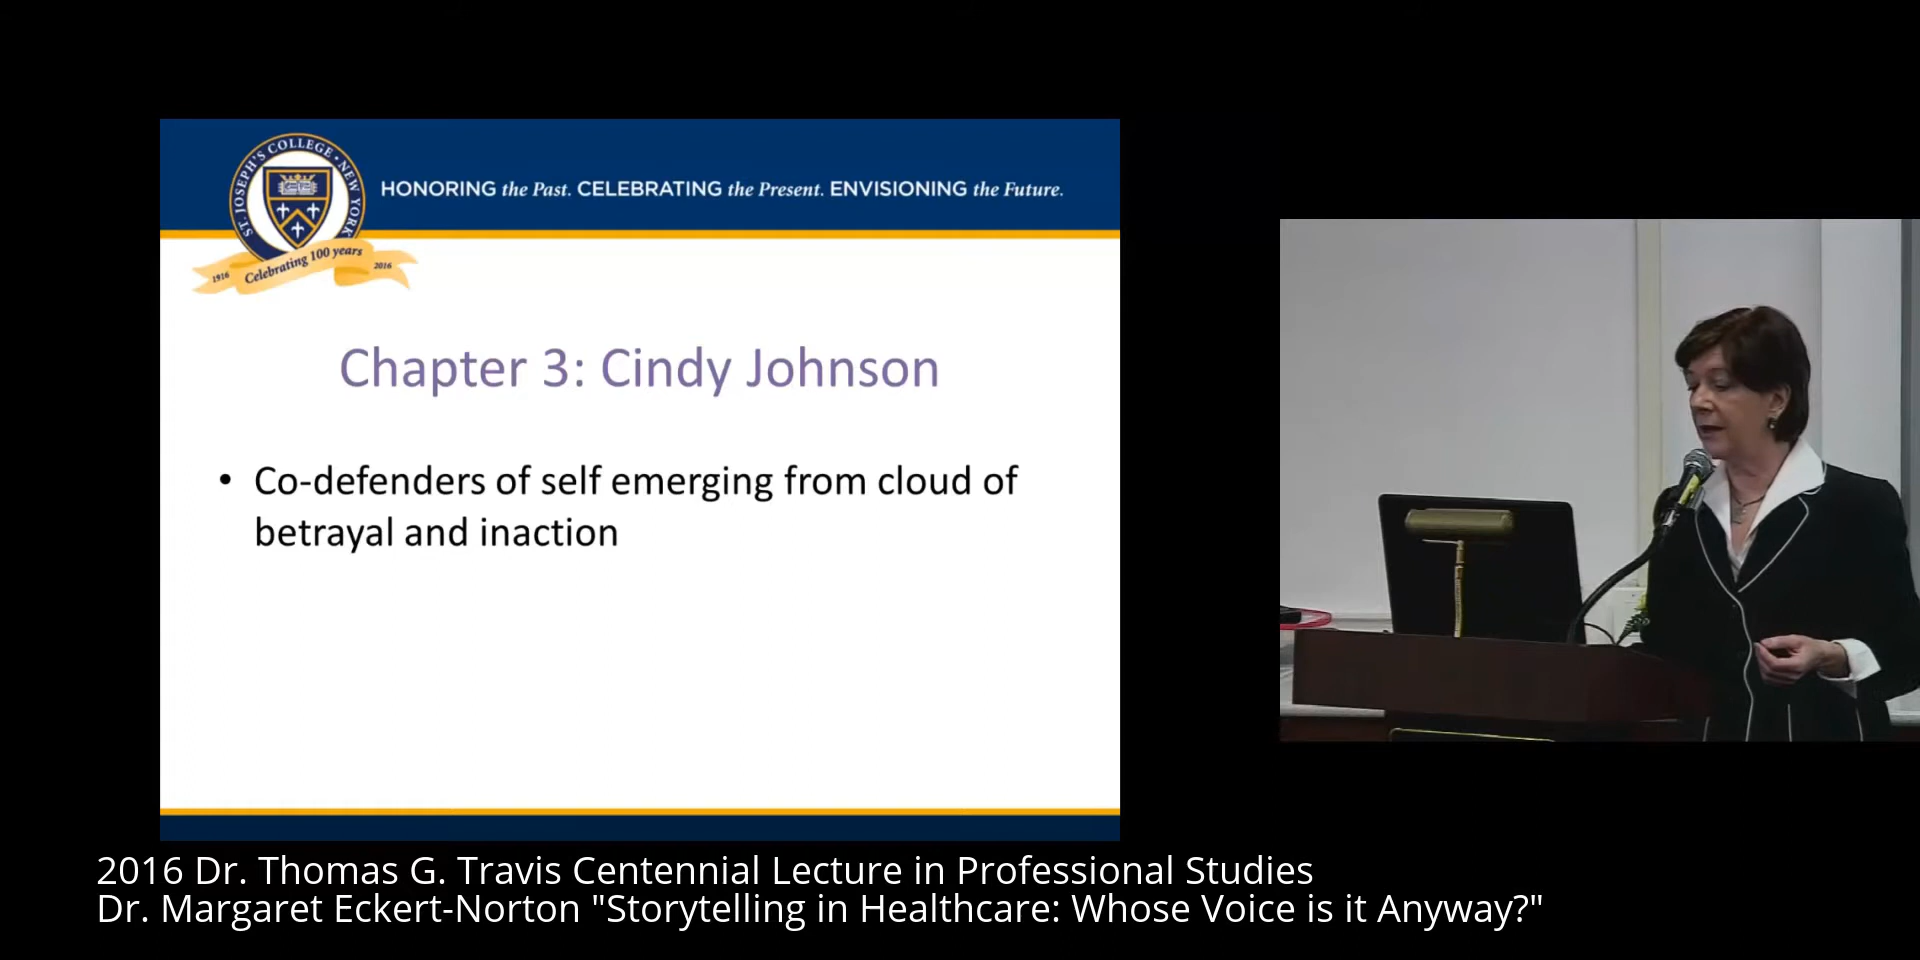 ST. JOSEPH'S COLLEGE • NEW YORK
1916 Celebrating 100 years 2016
HONORING the Past. CELEBRATING the Present. ENVISIONING the Future.
Chapter 3: Cindy Johnson
• Co-defenders of self emerging from cloud of
betrayal and inaction
2016 Dr. Thomas G. Travis Centennial Lecture in Professional Studies
Dr. Margaret Eckert-Norton "Storytelling in Healthcare: Whose Voice is it Anyway?"